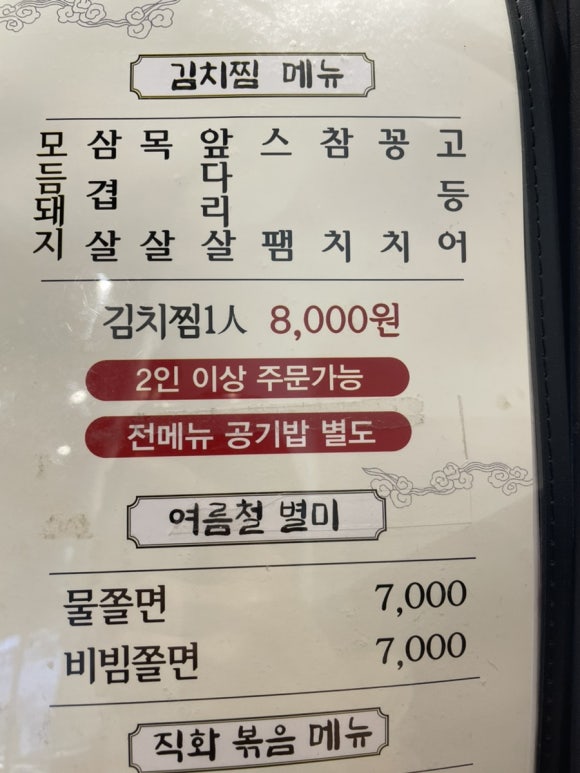 김치찜 메뉴
모듬돼지
삼겹살
목살
앞다리살
스팸
참치
꽁치
고등어
김치찜1人 8,000원
2인 이상 주문가능
전메뉴 공기밥 별도
여름철 별미
물쫄면 7,000
비빔쫄면 7,000
직화 볶음 메뉴